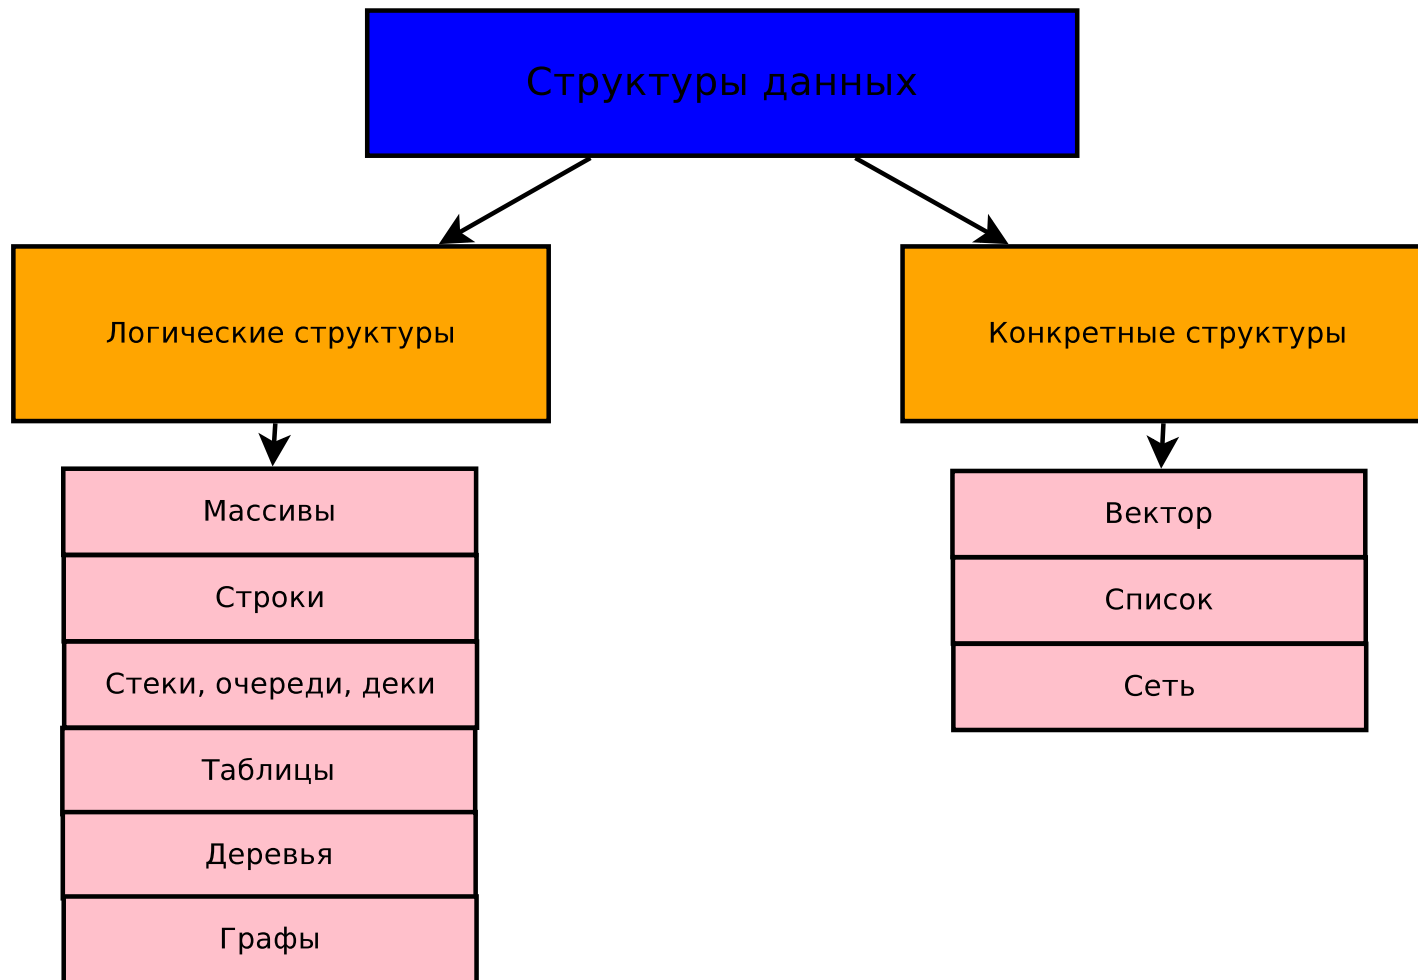 Структуры данных
Логические структуры
Конкретные структуры
Массивы
Строки
Стеки, очереди, деки
Таблицы
Деревья
Графы
Вектор
Список
Сеть